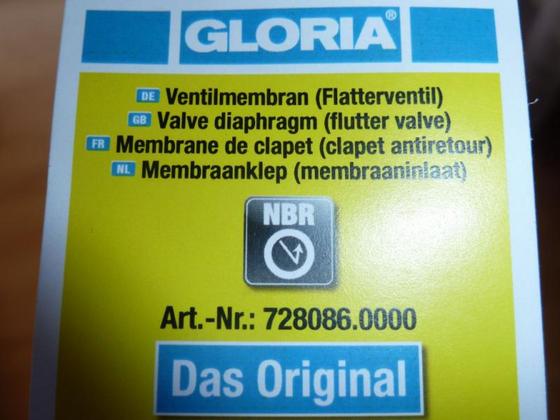 GLORIA®
DE Ventilmembran (Flatterventil)
GB Valve diaphragm (flutter valve)
FR Membrane de clapet (clapet antiretour)
NL Membraanklep (membraaninlaat)
NBR
Art.-Nr.: 728086.0000
Das Original